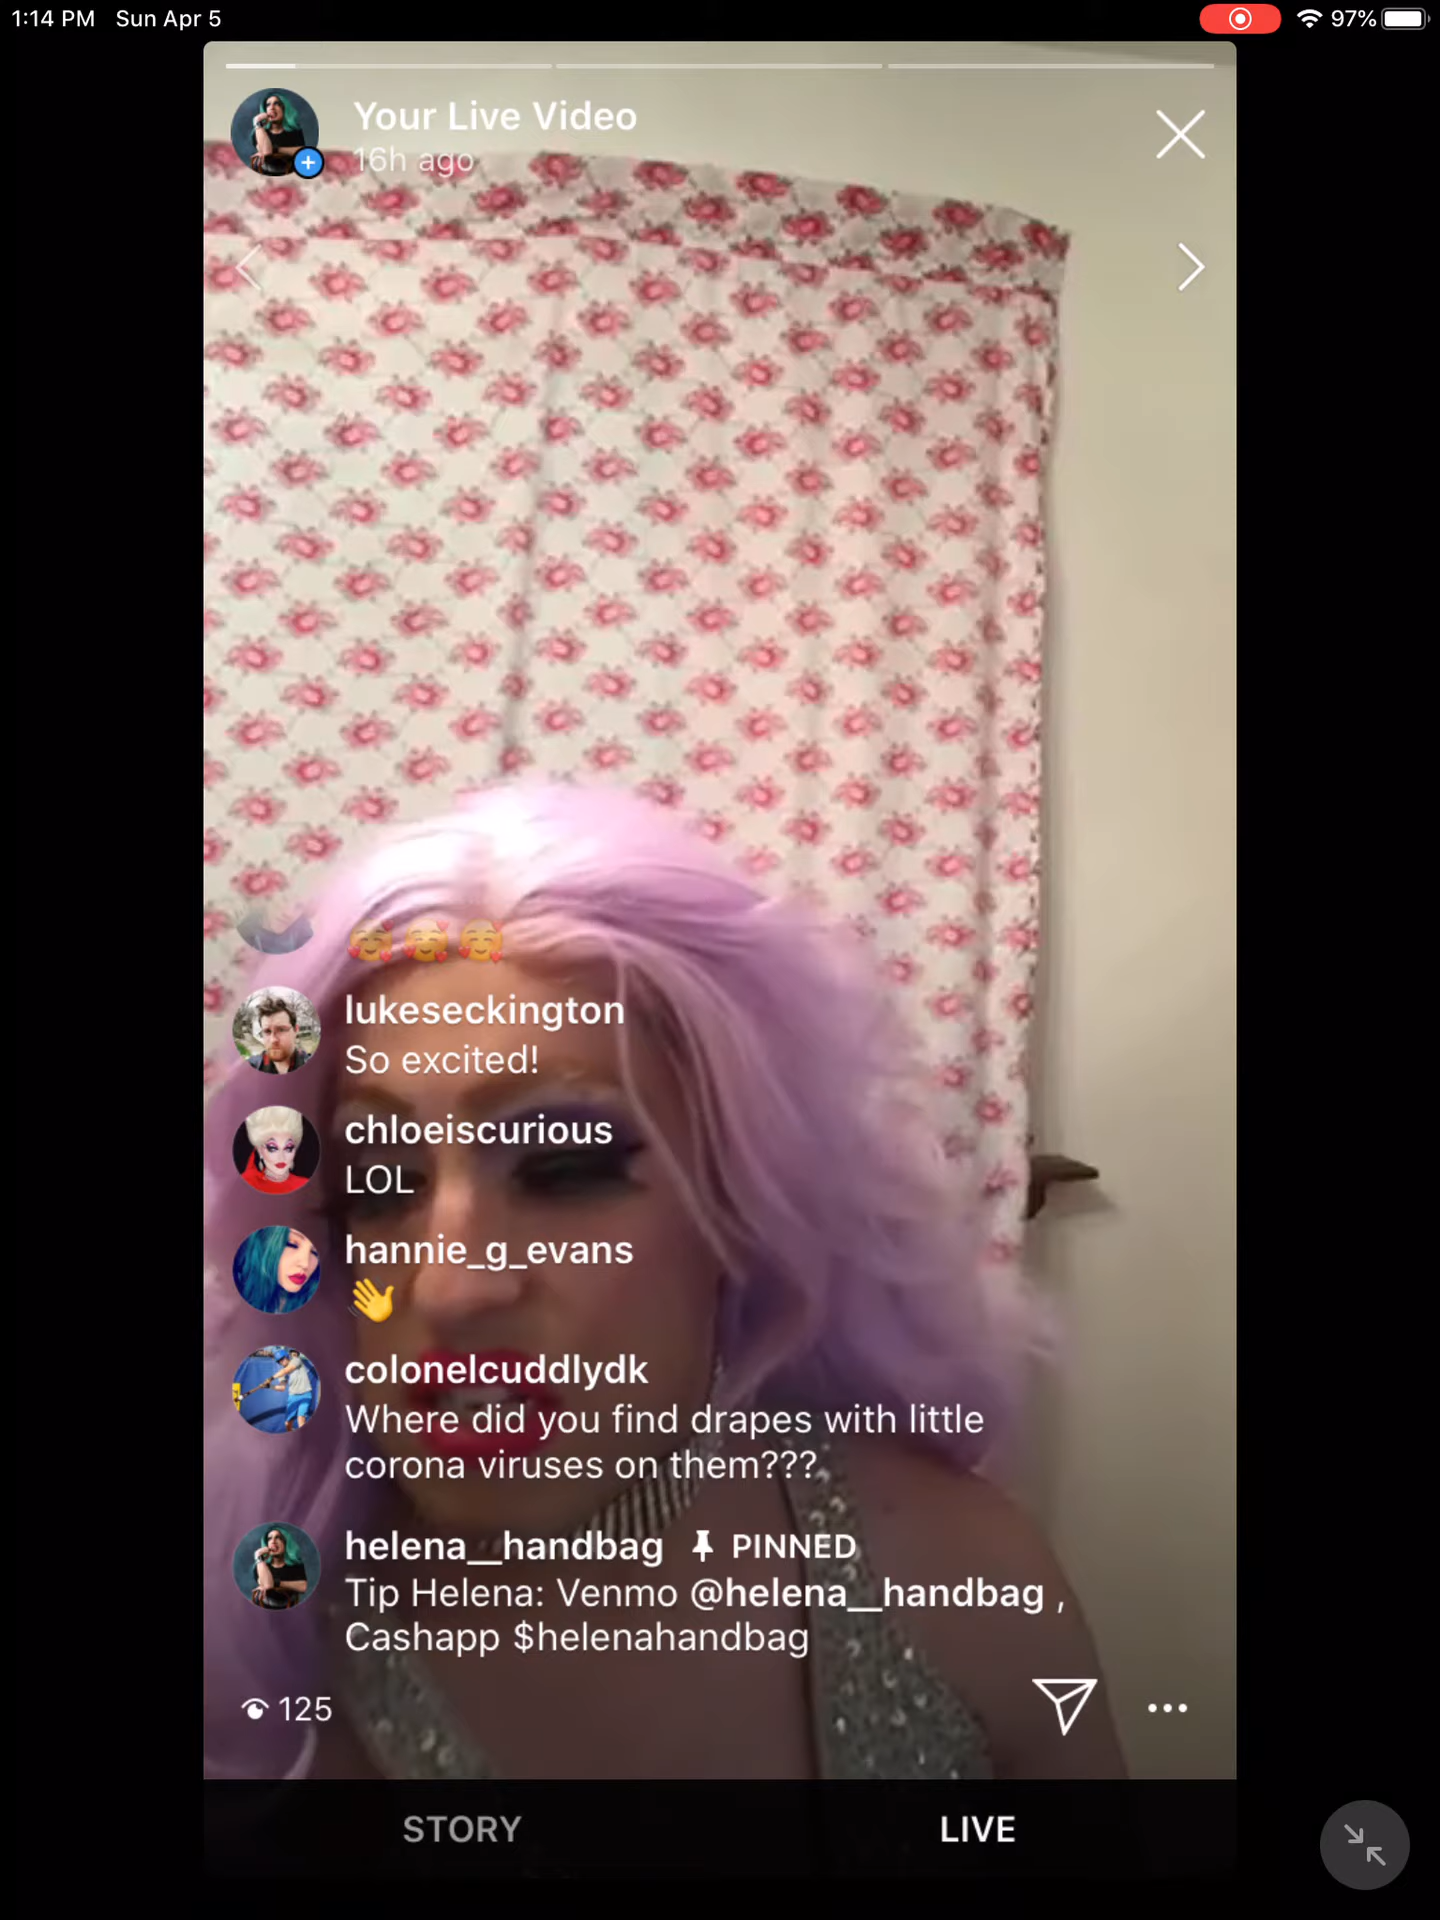 1:14 PM Sun Apr 5
97%
Your Live Video
16h ago
lukeseckington
So excited!
chloeiscurious
LOL
hannie_g_evans
👋
colonelcuddlydk
Where did you find drapes with little
corona viruses on them???
helena__handbag PINNED
Tip Helena: Venmo @helena__handbag ,
Cashapp $helenahandbag
125
STORY
LIVE